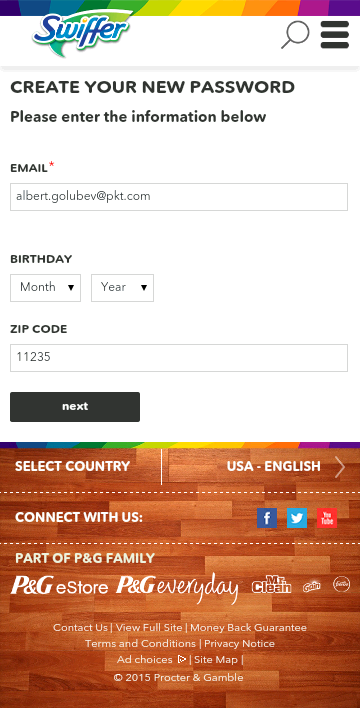 Swiffer
CREATE YOUR NEW PASSWORD
Please enter the information below
EMAIL*
albert.golubev@pkt.com
BIRTHDAY
Month ▼ Year ▼
ZIP CODE
11235
next
SELECT COUNTRY USA - ENGLISH
CONNECT WITH US:
You Tube
PART OF P&G FAMILY
P&G eStore P&G everyday Mr. Clean
Contact Us | View Full Site | Money Back Guarantee
Terms and Conditions | Privacy Notice
Ad choices | Site Map |
© 2015 Procter & Gamble